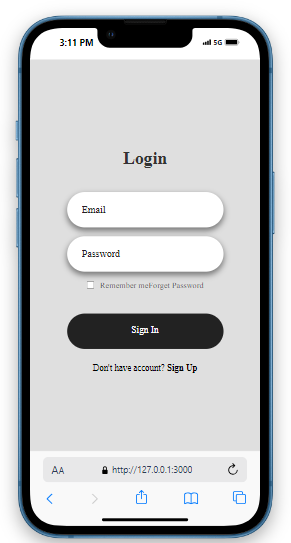 3:11 PM 5G
Login
Email
Password
Remember meForget Password
Sign In
Don't have account? Sign Up
AA http://127.0.0.1:3000